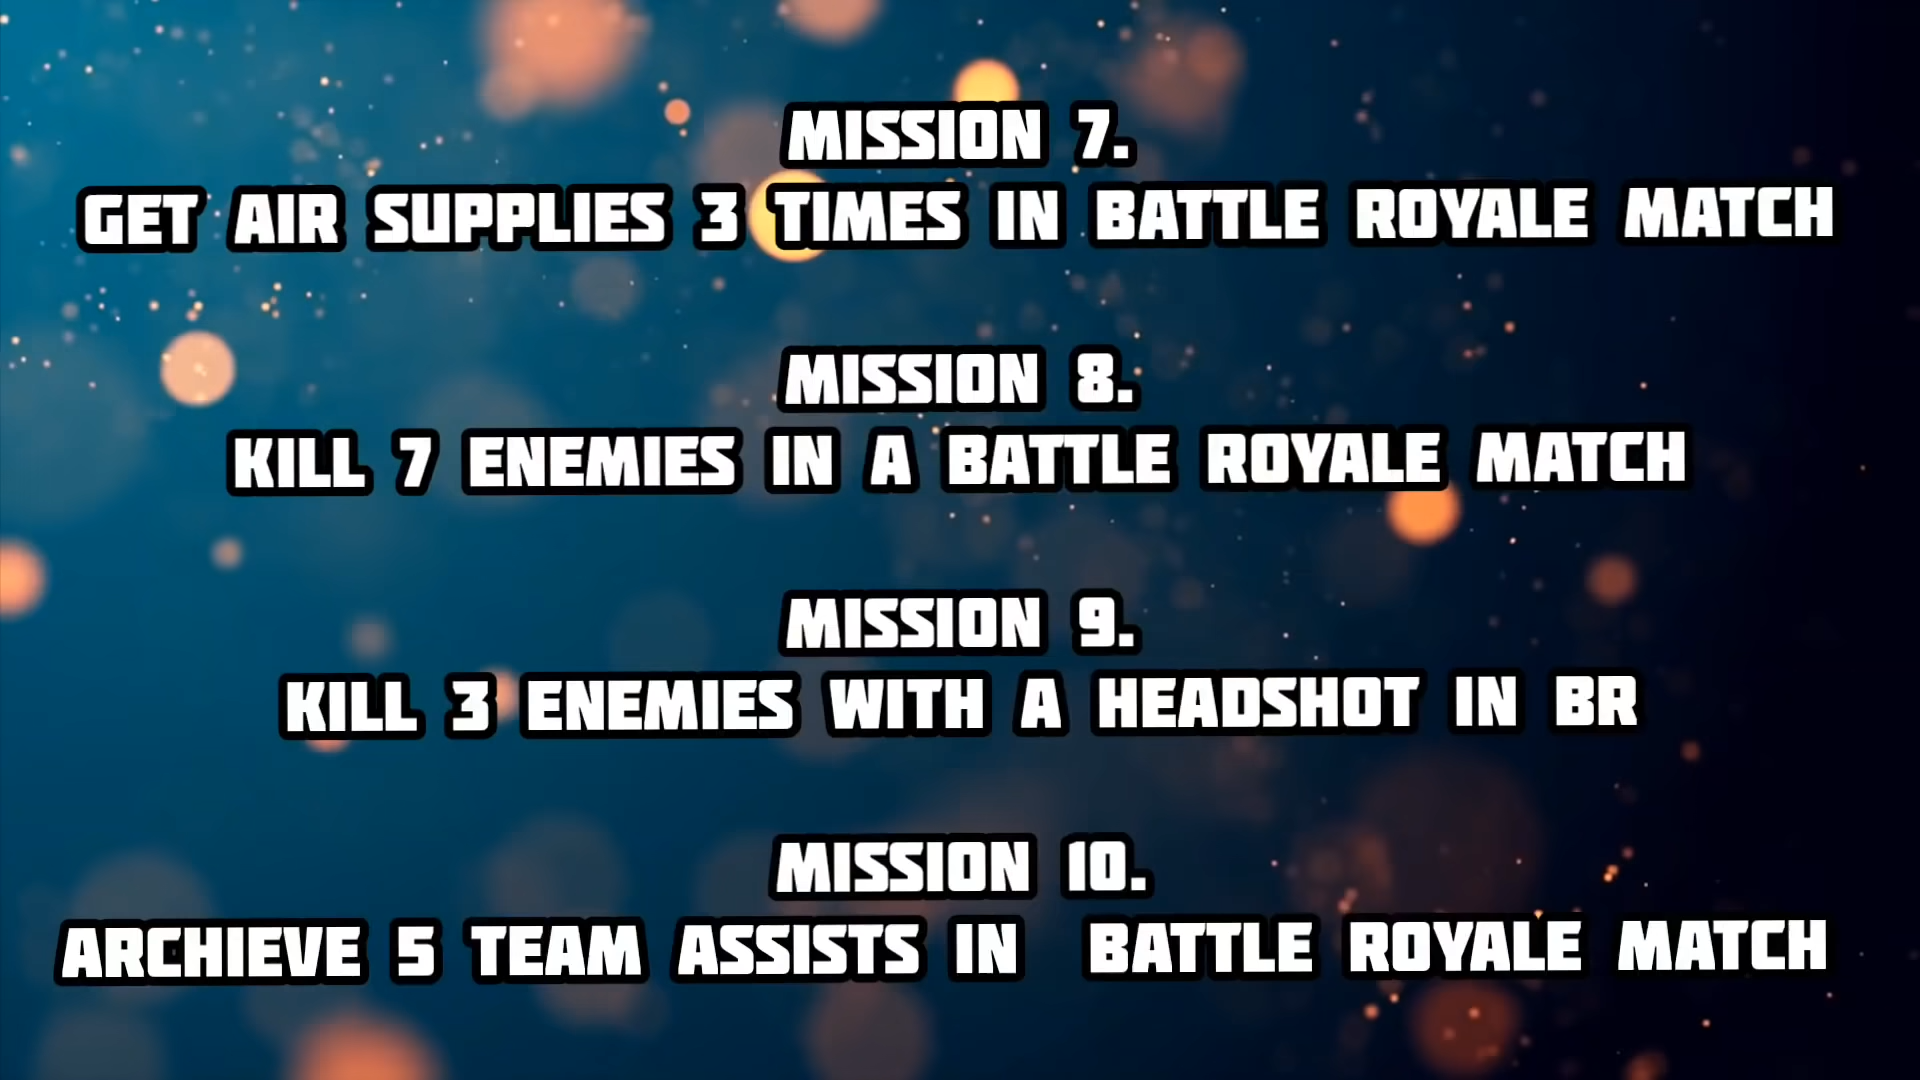 MISSION 7.
GET AIR SUPPLIES 3 TIMES IN BATTLE ROYALE MATCH
MISSION 8.
KILL 7 ENEMIES IN A BATTLE ROYALE MATCH
MISSION 9.
KILL 3 ENEMIES WITH A HEADSHOT IN BR
MISSION 10.
ARCHIEVE 5 TEAM ASSISTS IN BATTLE ROYALE MATCH